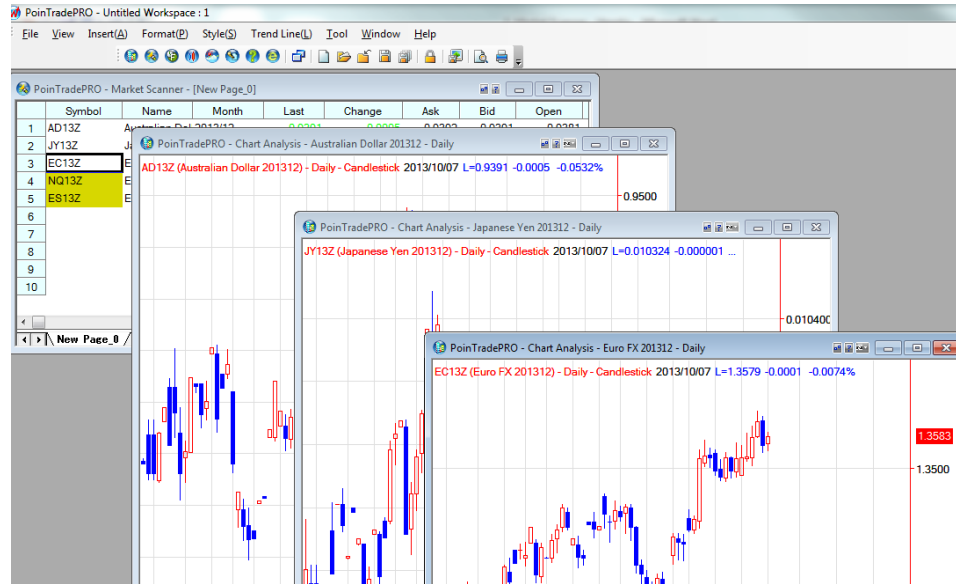 PoinTradePRO - Untitled Workspace : 1
File View Insert(A) Format(P) Style(S) Trend Line(L) Tool Window Help
PoinTradePRO - Market Scanner - [New Page_0]
Symbol Name Month Last Change Ask Bid Open
1 AD13Z
2 JY13Z
3 EC13Z E
4 NQ13Z E
5 ES13Z E
6
7
8
9
10
New Page_0
PoinTradePRO - Chart Analysis - Australian Dollar 201312 - Daily
AD13Z (Australian Dollar 201312) - Daily - Candlestick 2013/10/07 L=0.9391 -0.0005 -0.0532%
0.9500
PoinTradePRO - Chart Analysis - Japanese Yen 201312 - Daily
JY13Z (Japanese Yen 201312) - Daily - Candlestick 2013/10/07 L=0.010324 -0.000001 ...
0.010400
PoinTradePRO - Chart Analysis - Euro FX 201312 - Daily
EC13Z (Euro FX 201312) - Daily - Candlestick 2013/10/07 L=1.3579 -0.0001 -0.0074%
1.3583
1.3500